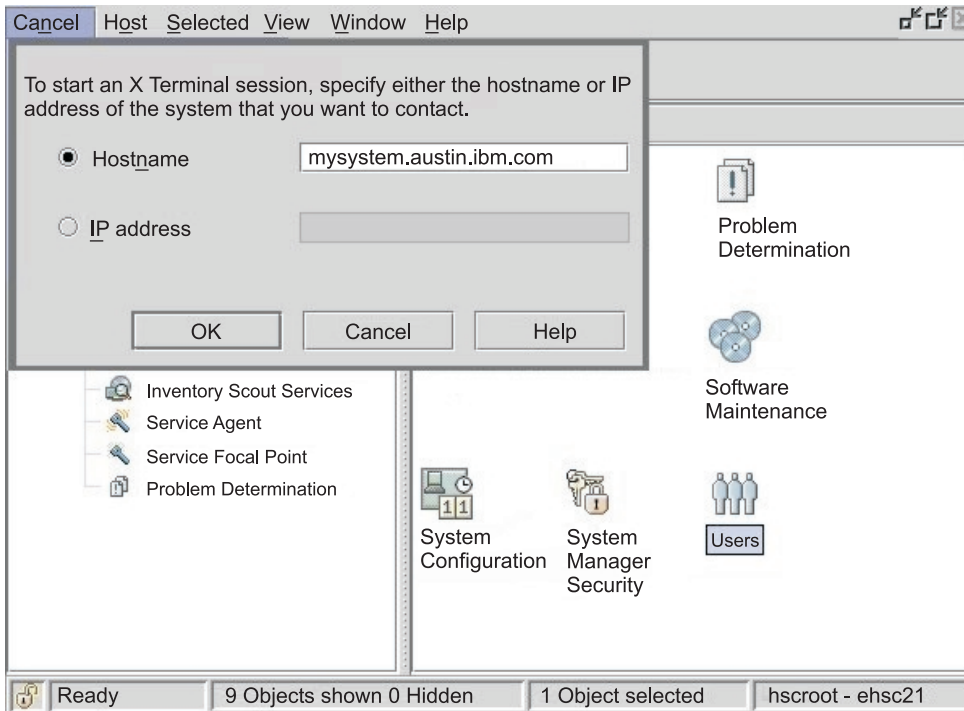 Cancel Host Selected View Window Help
To start an X Terminal session, specify either the hostname or IP
address of the system that you want to contact.
Hostname mysystem.austin.ibm.com
IP address
OK Cancel Help
Problem
Determination
Software
Maintenance
Inventory Scout Services
Service Agent
Service Focal Point
Problem Determination
11
System
Configuration
System
Manager
Security
Users
Ready 9 Objects shown 0 Hidden 1 Object selected hscroot - ehsc21